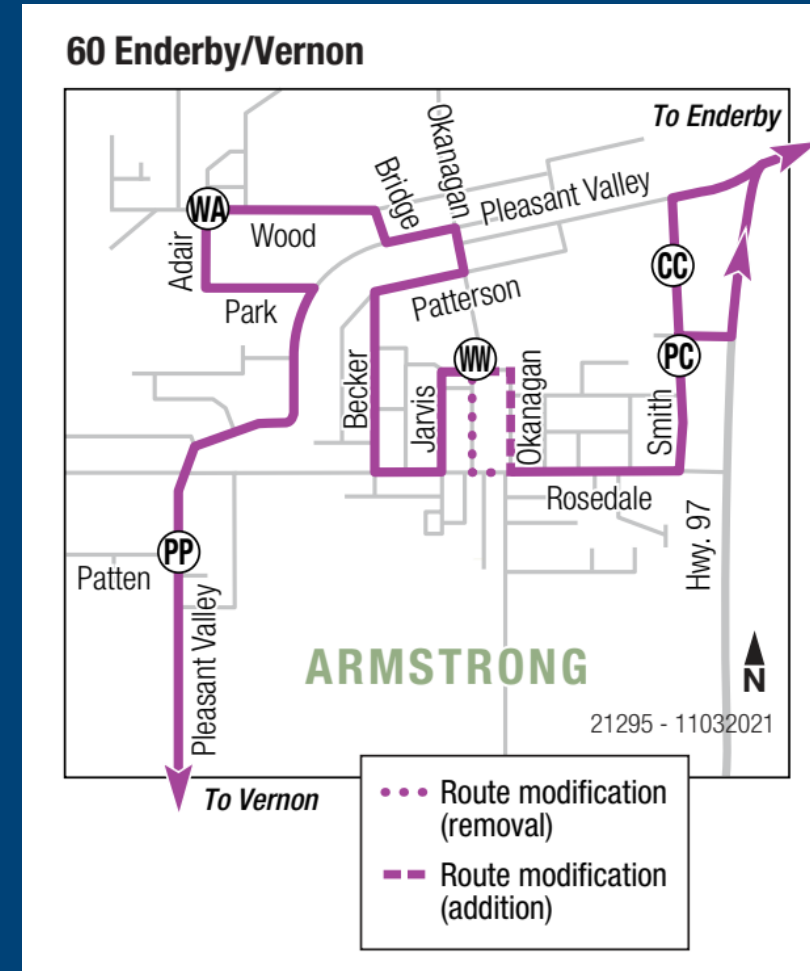 60 Enderby/Vernon
To Enderby
Okanagan
Bridge
Pleasant Valley
WA
Wood
Adair
CC
Park
Patterson
WW
PC
Becker
Jarvis
Okanagan
Smith
Rosedale
Hwy. 97
PP
Patten
Pleasant Valley
ARMSTRONG
N
21295 - 11032021
To Vernon
Route modification
(removal)
Route modification
(addition)